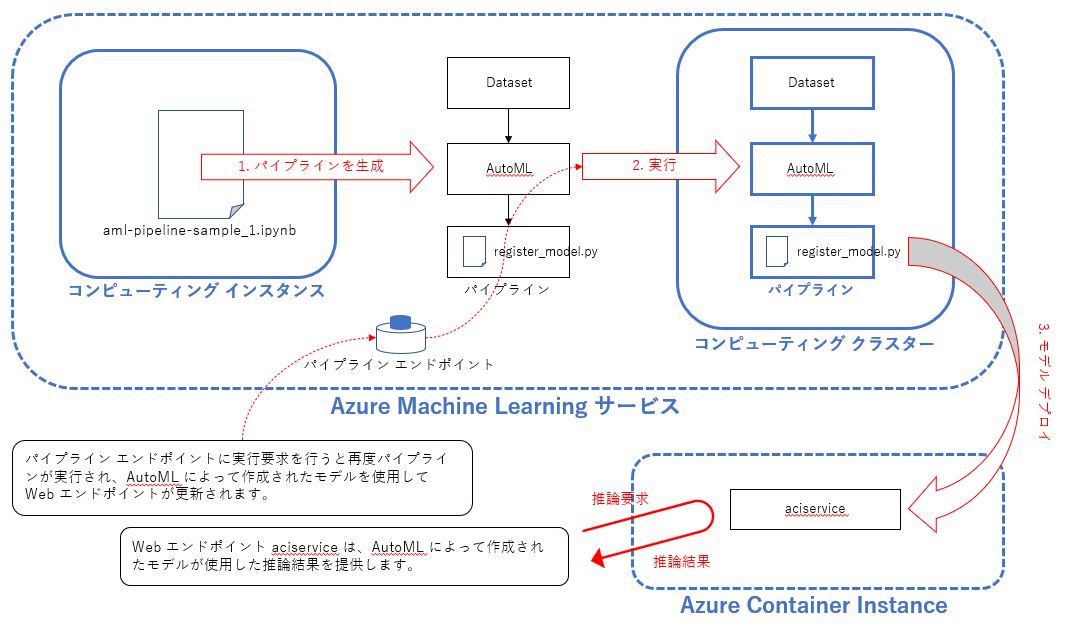 aml-pipeline-sample_1.ipynb
コンピューティング インスタンス
1. パイプラインを生成
Dataset
AutoML
register_model.py
パイプライン
2. 実行
Dataset
AutoML
register_model.py
パイプライン
コンピューティング クラスター
パイプライン エンドポイント
Azure Machine Learning サービス
3. モデル デプロイ
パイプライン エンドポイントに実行要求を行うと再度パイプライ
ンが実行され、AutoML によって作成されたモデルを使用して
Web エンドポイントが更新されます。
推論要求
aciservice
Web エンドポイント aciservice は、AutoML によって作成され
たモデルが使用した推論結果を提供します。
推論結果
Azure Container Instance